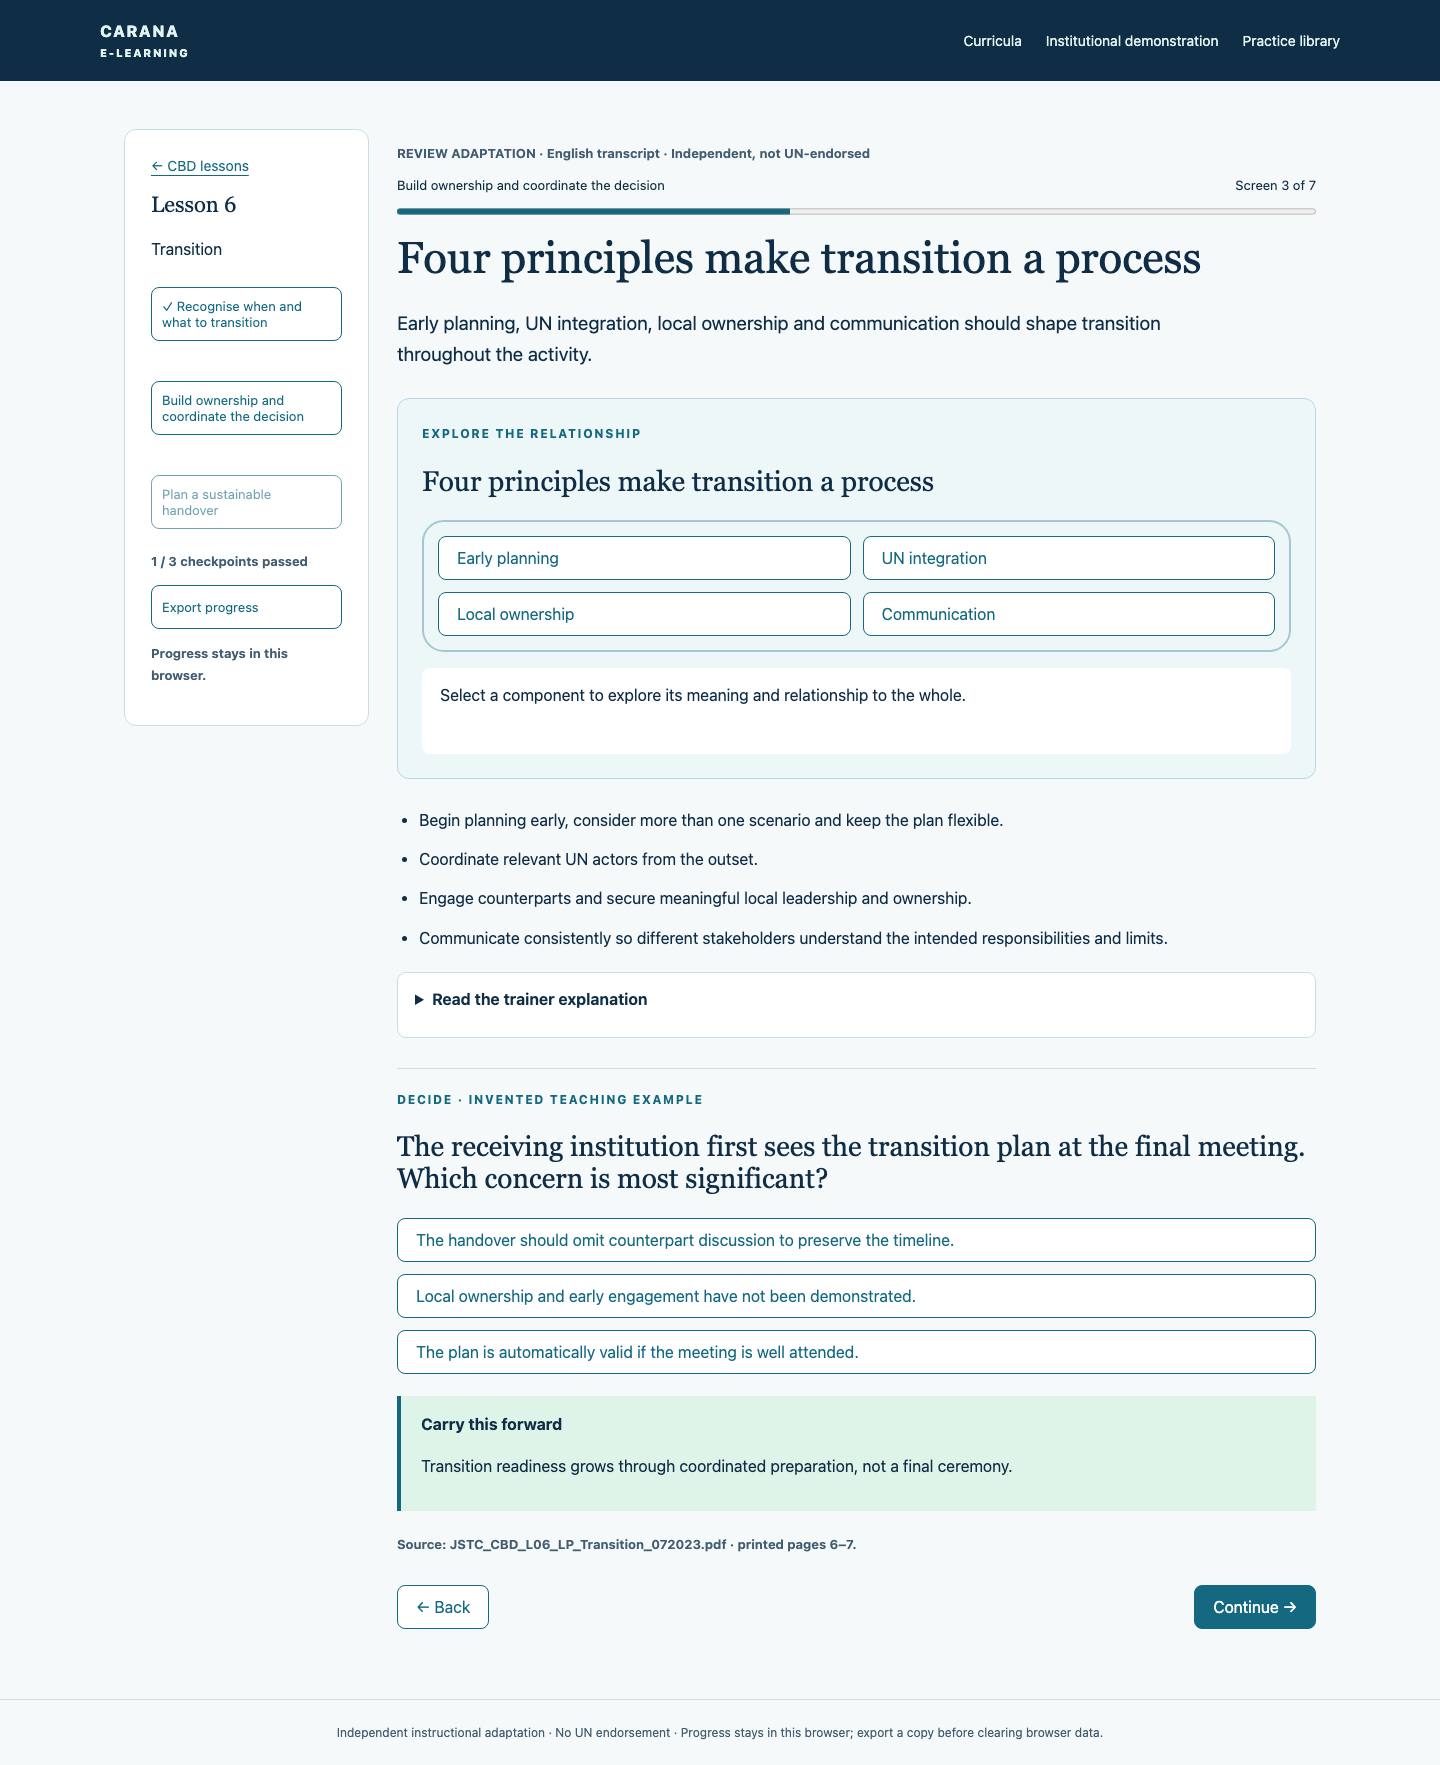 CARANA
E-LEARNING
Curricula
Institutional demonstration
Practice library
← CBD lessons
Lesson 6
Transition
✓ Recognise when and
what to transition
Build ownership and
coordinate the decision
Plan a sustainable
handover
1 / 3 checkpoints passed
Export progress
Progress stays in this
browser.
REVIEW ADAPTATION · English transcript · Independent, not UN-endorsed
Build ownership and coordinate the decision
Screen 3 of 7
Four principles make transition a process
Early planning, UN integration, local ownership and communication should shape transition
throughout the activity.
EXPLORE THE RELATIONSHIP
Four principles make transition a process
Early planning
UN integration
Local ownership
Communication
Select a component to explore its meaning and relationship to the whole.
• Begin planning early, consider more than one scenario and keep the plan flexible.
• Coordinate relevant UN actors from the outset.
• Engage counterparts and secure meaningful local leadership and ownership.
• Communicate consistently so different stakeholders understand the intended responsibilities and limits.
▶ Read the trainer explanation
DECIDE · INVENTED TEACHING EXAMPLE
The receiving institution first sees the transition plan at the final meeting.
Which concern is most significant?
The handover should omit counterpart discussion to preserve the timeline.
Local ownership and early engagement have not been demonstrated.
The plan is automatically valid if the meeting is well attended.
Carry this forward
Transition readiness grows through coordinated preparation, not a final ceremony.
Source: JSTC_CBD_L06_LP_Transition_072023.pdf · printed pages 6–7.
← Back
Continue →
Independent instructional adaptation · No UN endorsement · Progress stays in this browser; export a copy before clearing browser data.